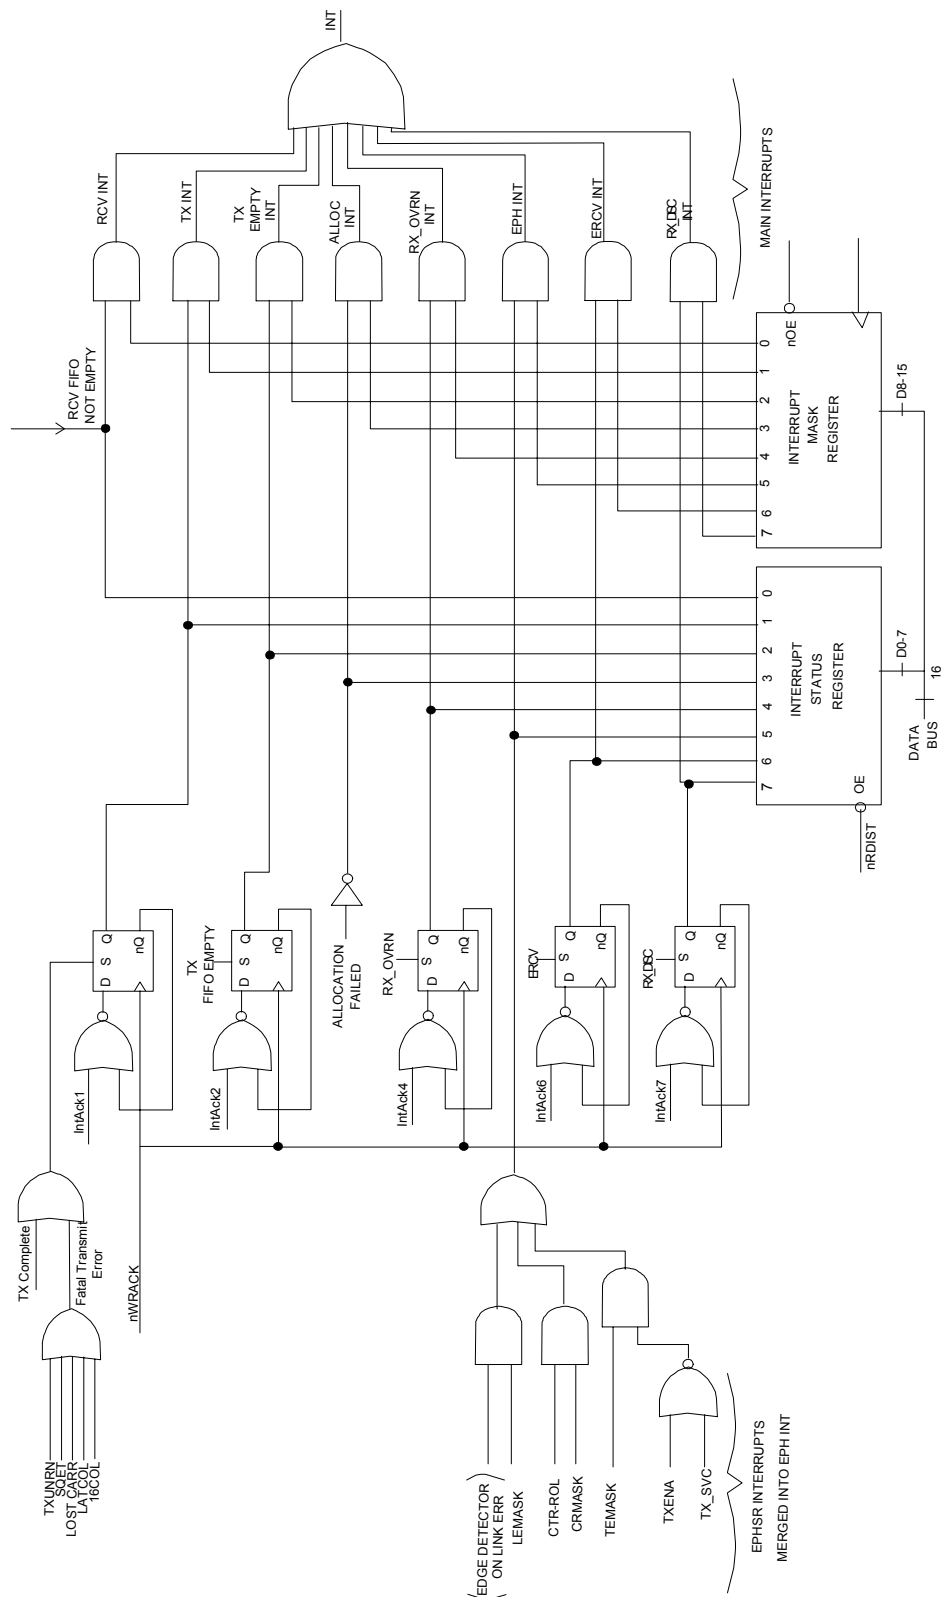 INT
RCV INT
TX INT
TX
EMPTY
INT
ALLOC
INT
RX_OVRN
INT
EPH INT
ERCV INT
RX_DSC
INT
MAIN INTERRUPTS
RCV FIFO
NOT EMPTY
0
1
2
3
4
5
6
7
nOE
INTERRUPT
MASK
REGISTER
D8-15
0
1
2
3
4
5
6
7
INTERRUPT
STATUS
REGISTER
OE
nRDIST
D0-7
16
DATA
BUS
Q
nQ
S
D
IntAck1
TX
FIFO EMPTY
Q
nQ
S
D
IntAck2
ALLOCATION
FAILED
RX_OVRN
Q
nQ
S
D
IntAck4
ERCV
Q
nQ
S
D
IntAck6
RX_DSC
Q
nQ
S
D
IntAck7
TX Complete
Fatal Transmit
Error
nWRACK
TXUNRN
SQET
LOST CARR
LATCOL
16COL
EDGE DETECTOR
ON LINK ERR
LEMASK
CTR-ROL
CRMASK
TEMASK
TXENA
TX_SVC
EPHSR INTERRUPTS
MERGED INTO EPH INT